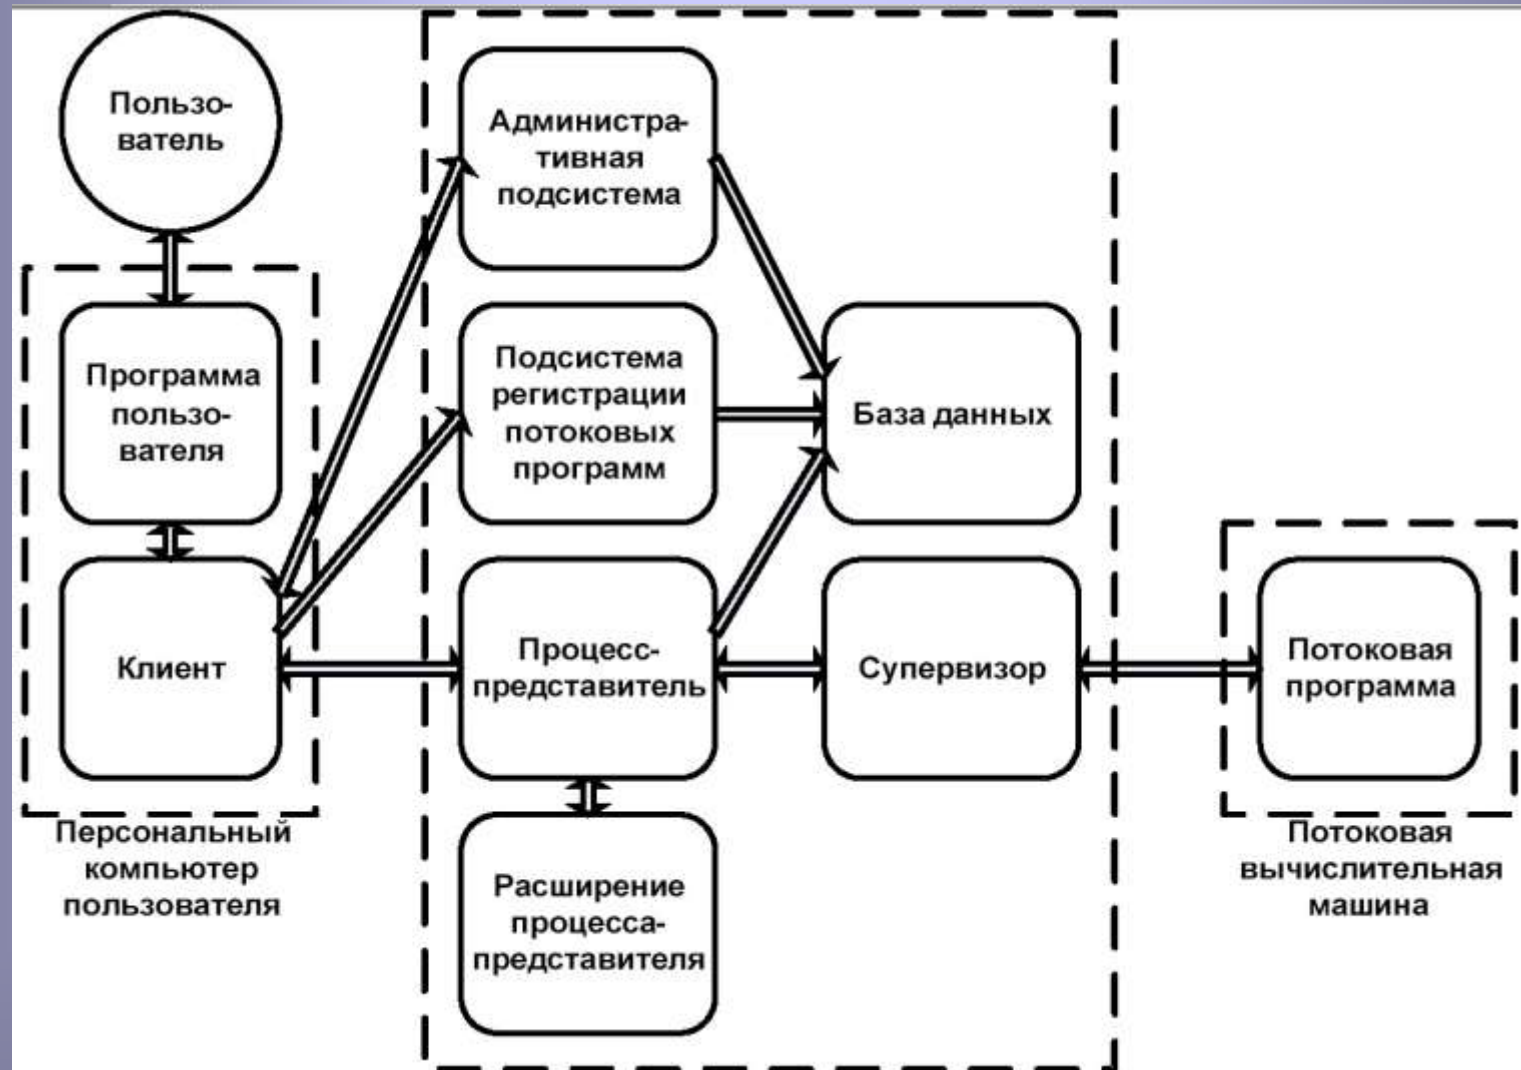 Пользо-
ватель
Программа
пользо-
вателя
Клиент
Персональный
компьютер
пользователя
Администра-
тивная
подсистема
Подсистема
регистрации
потоковых
программ
Процесс-
представитель
Расширение
процесса-
представителя
База данных
Супервизор
Потоковая
программа
Потоковая
вычислительная
машина